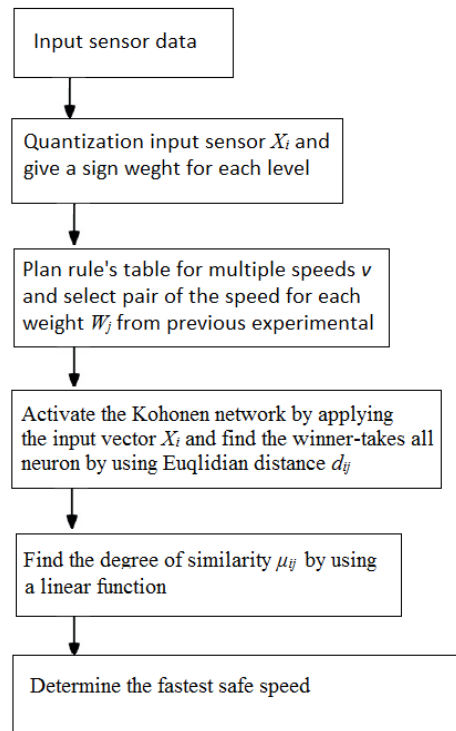 Input sensor data
Quantization input sensor Xi and
give a sign weght for each level
Plan rule's table for multiple speeds v
and select pair of the speed for each
weight Wj from previous experimental
Activate the Kohonen network by applying
the input vector Xi and find the winner-takes all
neuron by using Euqlidian distance dij
Find the degree of similarity μij by using
a linear function
Determine the fastest safe speed